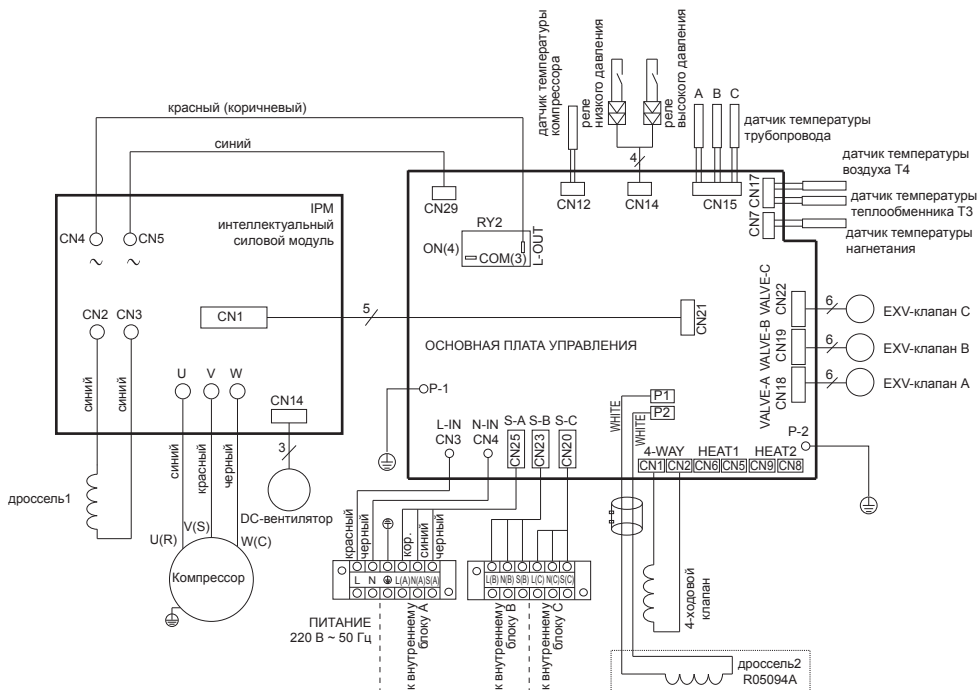 красный (коричневый)
синий
датчик температуры
компрессора
реле
низкого давления
реле
высокого давления
A B C
датчик температуры
трубопровода
датчик температуры
воздуха T4
датчик температуры
теплообменника T3
датчик температуры
нагнетания
4
CN29
CN12
CN14
CN15
CN17
CN7
RY2
ON(4)
COM(3)
L-OUT
IPM
интеллектуальный
силовой модуль
CN4
CN5
~
~
CN2
CN3
CN1
5
CN21
U
V
W
CN14
3
ОСНОВНАЯ ПЛАТА УПРАВЛЕНИЯ
VALVE-C
CN22
6
EXV-клапан C
VALVE-B
CN19
6
EXV-клапан B
VALVE-A
CN18
6
EXV-клапан A
P-1
P-2
P1
P2
WHITE
WHITE
L-IN
CN3
N-IN
CN4
S-A
S-B
S-C
CN25
CN23
CN20
4-WAY
HEAT1
HEAT2
CN1
CN2
CN6
CN5
CN9
CN8
синий
синий
дроссель1
синий
красный
черный
DC-вентилятор
U(R)
V(S)
W(C)
Компрессор
красный
черный
кор.
синий
черный
L
N
L(A)
N(A)
S(A)
L(B)
N(B)
S(B)
L(C)
N(C)
S(C)
ПИТАНИЕ
220 В ~ 50 Гц
к внутреннему
блоку A
к внутреннему
блоку B
к внутреннему
блоку C
4-ходовой
клапан
дроссель2
R05094A